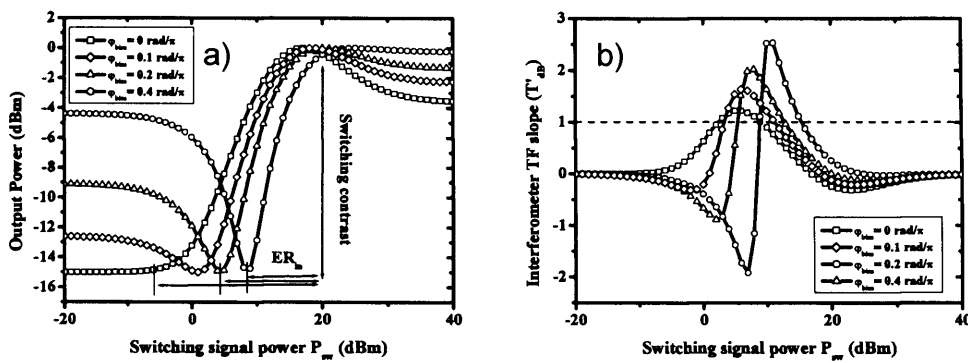 a)
φbias = 0 rad/π
φbias = 0.1 rad/π
φbias = 0.2 rad/π
φbias = 0.4 rad/π
Output Power (dBm)
2
0
-2
-4
-6
-8
-10
-12
-14
-16
Switching contrast
ERin
-20
0
20
40
Switching signal power Psw (dBm)
b)
Interferometer TF slope (T'dB)
3
2
1
0
-1
-2
φbias = 0 rad/π
φbias = 0.1 rad/π
φbias = 0.2 rad/π
φbias = 0.4 rad/π
-20
0
20
40
Switching signal power Psw (dBm)